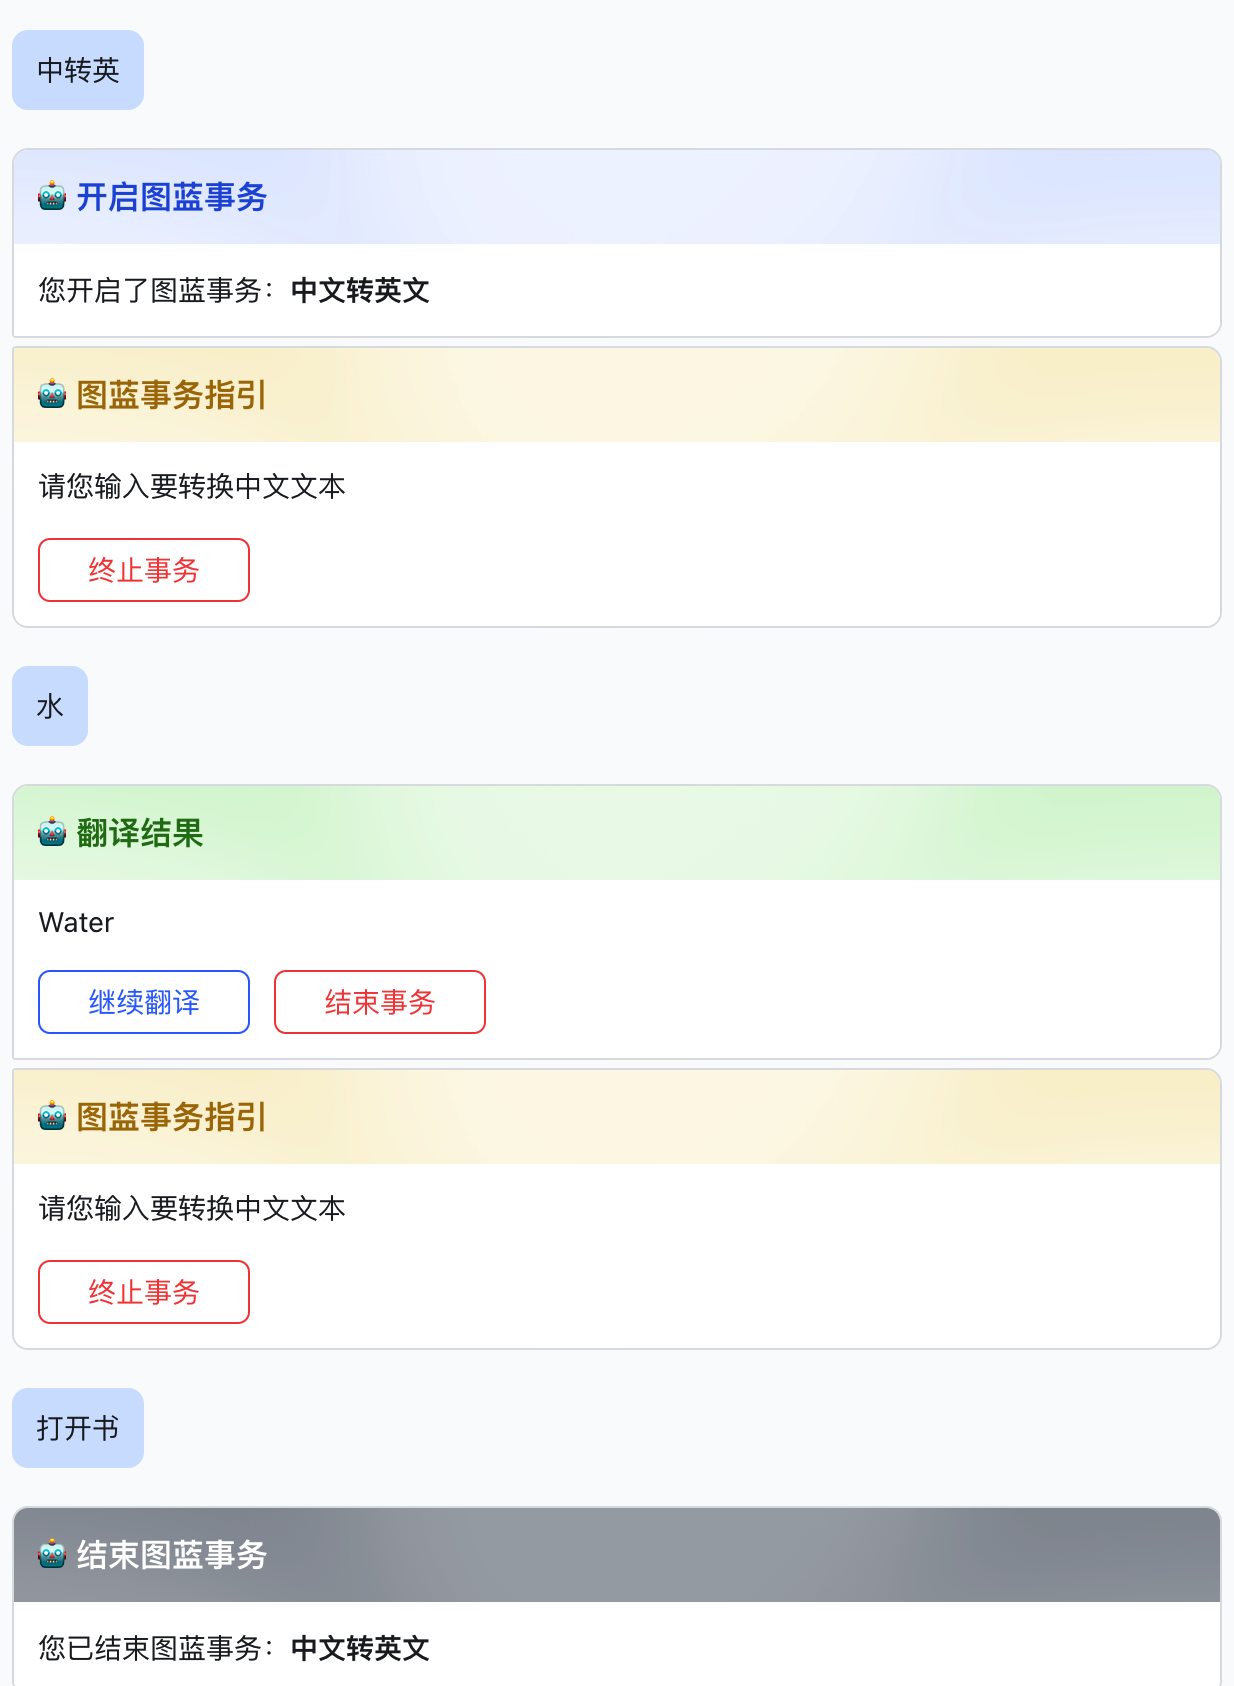 中转英
开启图蓝事务
您开启了图蓝事务：中文转英文
图蓝事务指引
请您输入要转换中文文本
终止事务
水
翻译结果
Water
继续翻译 结束事务
图蓝事务指引
请您输入要转换中文文本
终止事务
打开书
结束图蓝事务
您已结束图蓝事务：中文转英文